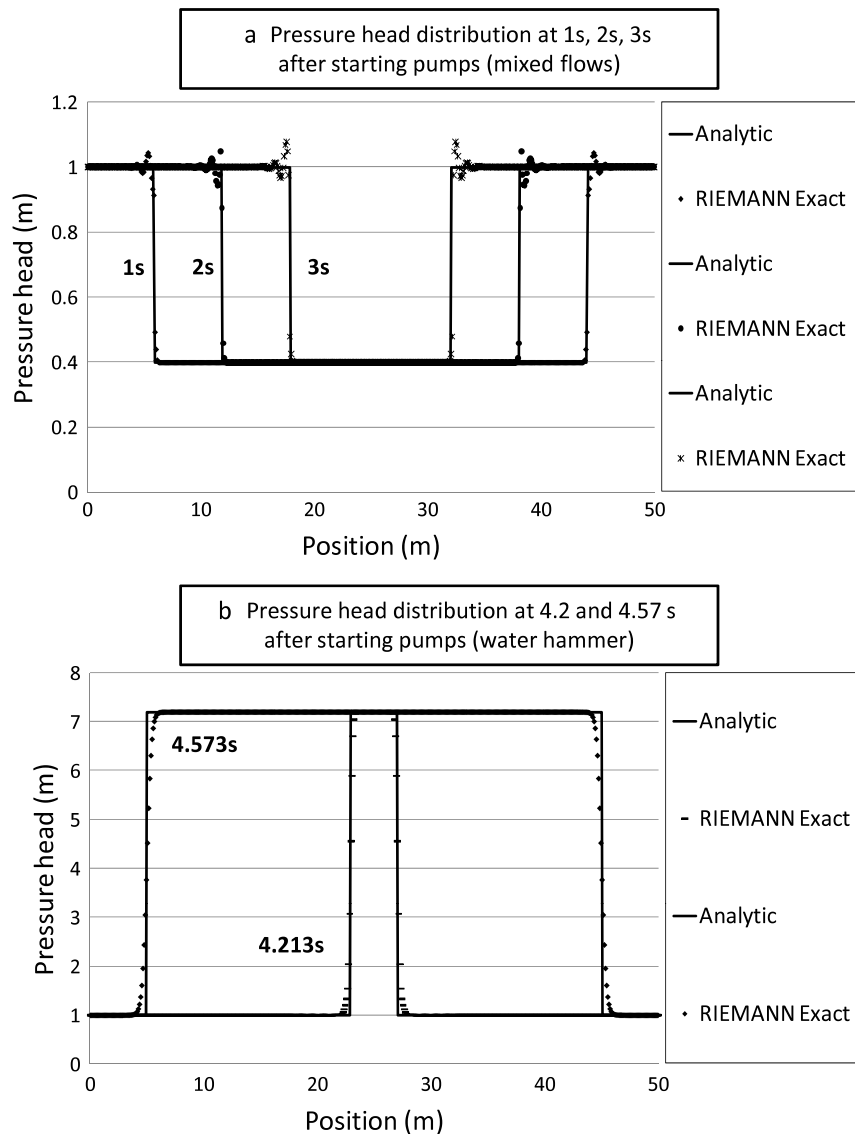 a Pressure head distribution at 1s, 2s, 3s
after starting pumps (mixed flows)
1.2
1
0.8
0.6
0.4
0.2
0
Pressure head (m)
1s
2s
3s
0
10
20
30
40
50
Position (m)
Analytic
RIEMANN Exact
Analytic
RIEMANN Exact
Analytic
RIEMANN Exact
b Pressure head distribution at 4.2 and 4.57 s
after starting pumps (water hammer)
8
7
6
5
4
3
2
1
0
Pressure head (m)
4.573s
4.213s
0
10
20
30
40
50
Position (m)
Analytic
RIEMANN Exact
Analytic
RIEMANN Exact